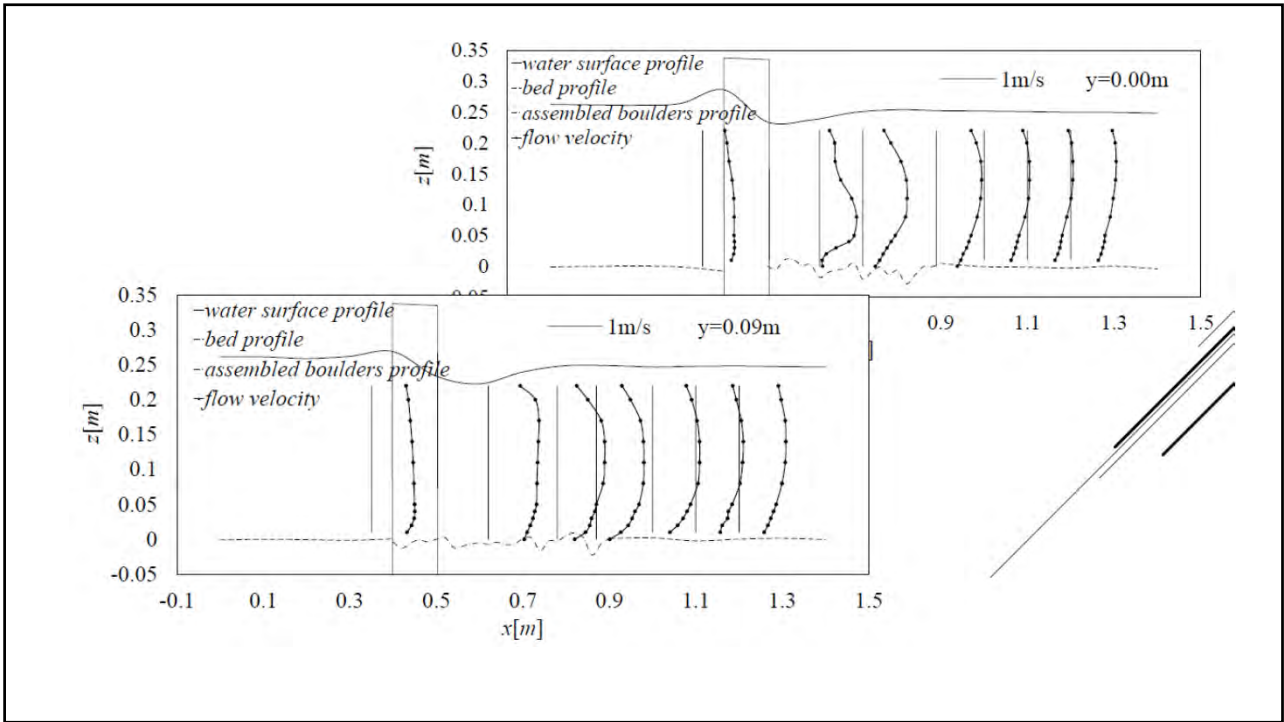 0.35
0.3
0.25
0.2
0.15
0.1
0.05
0
z[m]
–water surface profile
--bed profile
--assembled boulders profile
–flow velocity
1m/s y=0.00m
0.9 1.1 1.3 1.5
0.35
0.3
0.25
0.2
0.15
0.1
0.05
0
-0.05
z[m]
–water surface profile
--bed profile
--assembled boulders profile
–flow velocity
1m/s y=0.09m
-0.1 0.1 0.3 0.5 0.7 0.9 1.1 1.3 1.5
x[m]